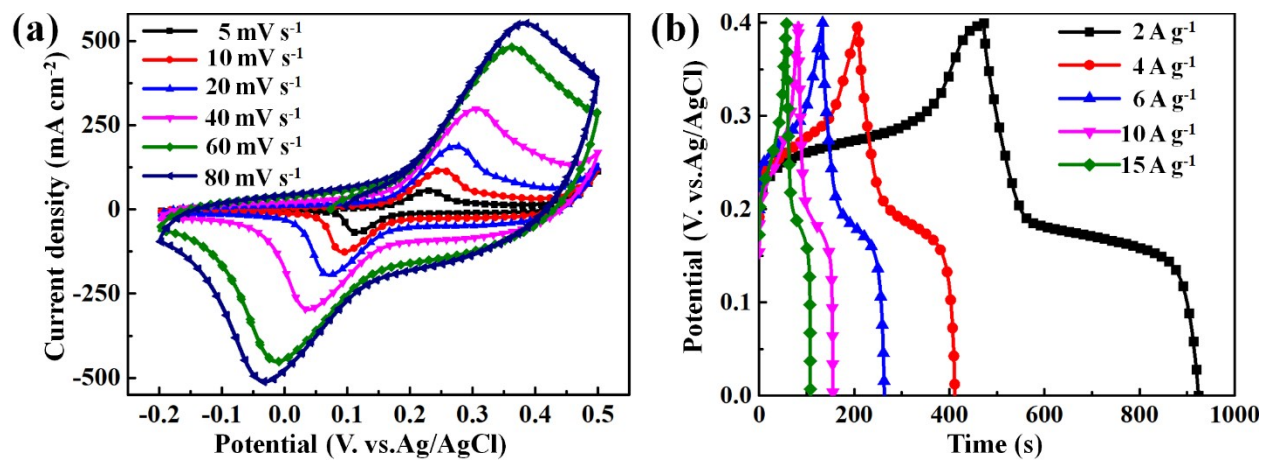 (a)
5 mV s⁻¹
10 mV s⁻¹
20 mV s⁻¹
40 mV s⁻¹
60 mV s⁻¹
80 mV s⁻¹
500
250
0
-250
-500
Current density (mA cm⁻²)
-0.2 -0.1 0.0 0.1 0.2 0.3 0.4 0.5
Potential (V. vs.Ag/AgCl)
(b)
2 A g⁻¹
4 A g⁻¹
6 A g⁻¹
10 A g⁻¹
15 A g⁻¹
0.4
0.3
0.2
0.1
0.0
Potential (V. vs.Ag/AgCl)
0 200 400 600 800 1000
Time (s)